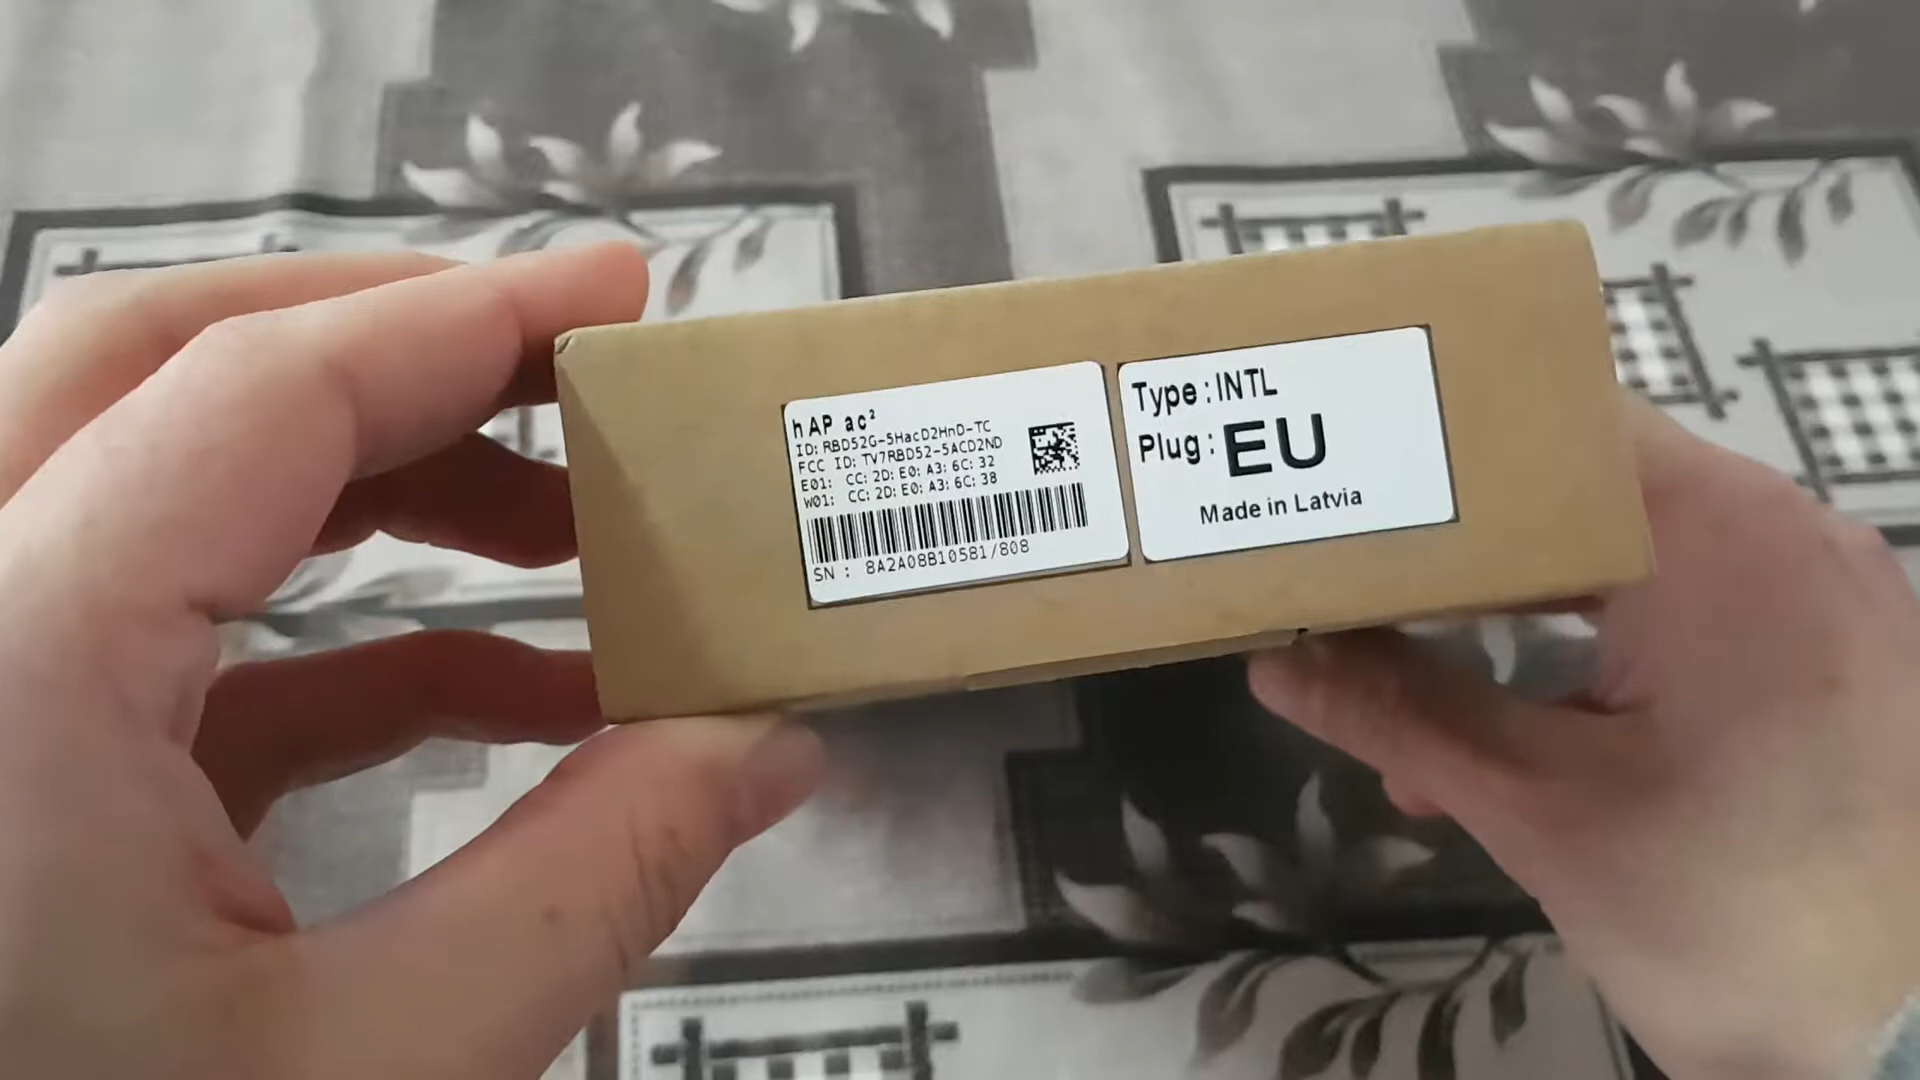 hAP ac²
ID: RBD52G-5HacD2HnD-TC
FCC ID: TV7RBD52-5ACD2ND
E01: CC: 2D: E0: A3: 6C: 32
W01: CC: 2D: E0: A3: 6C: 38
SN : 8A2A08B10581/808
Type : INTL
Plug : EU
Made in Latvia